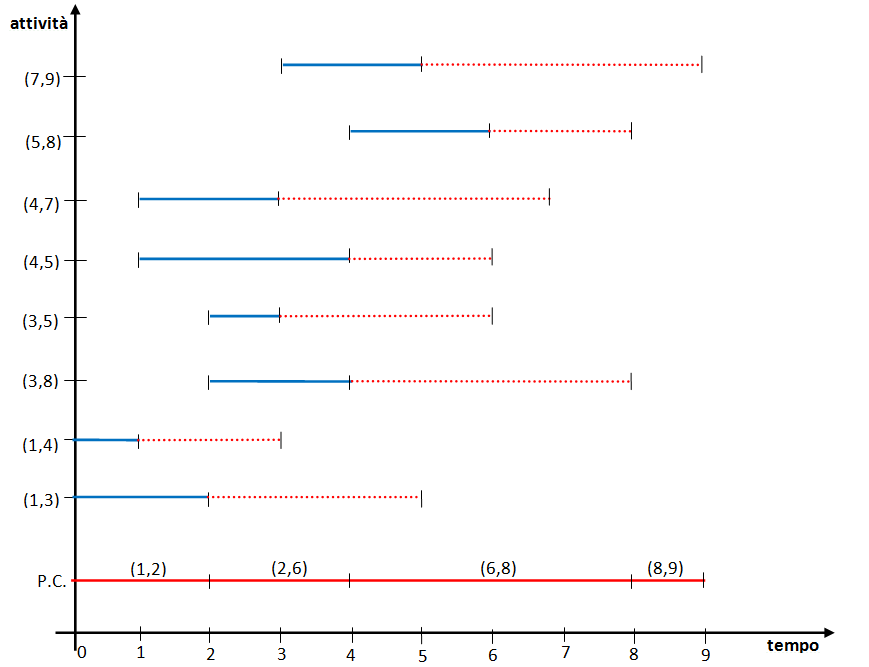 attività
(7,9)
(5,8)
(4,7)
(4,5)
(3,5)
(3,8)
(1,4)
(1,3)
P.C. (1,2) (2,6) (6,8) (8,9)
0 1 2 3 4 5 6 7 8 9
tempo